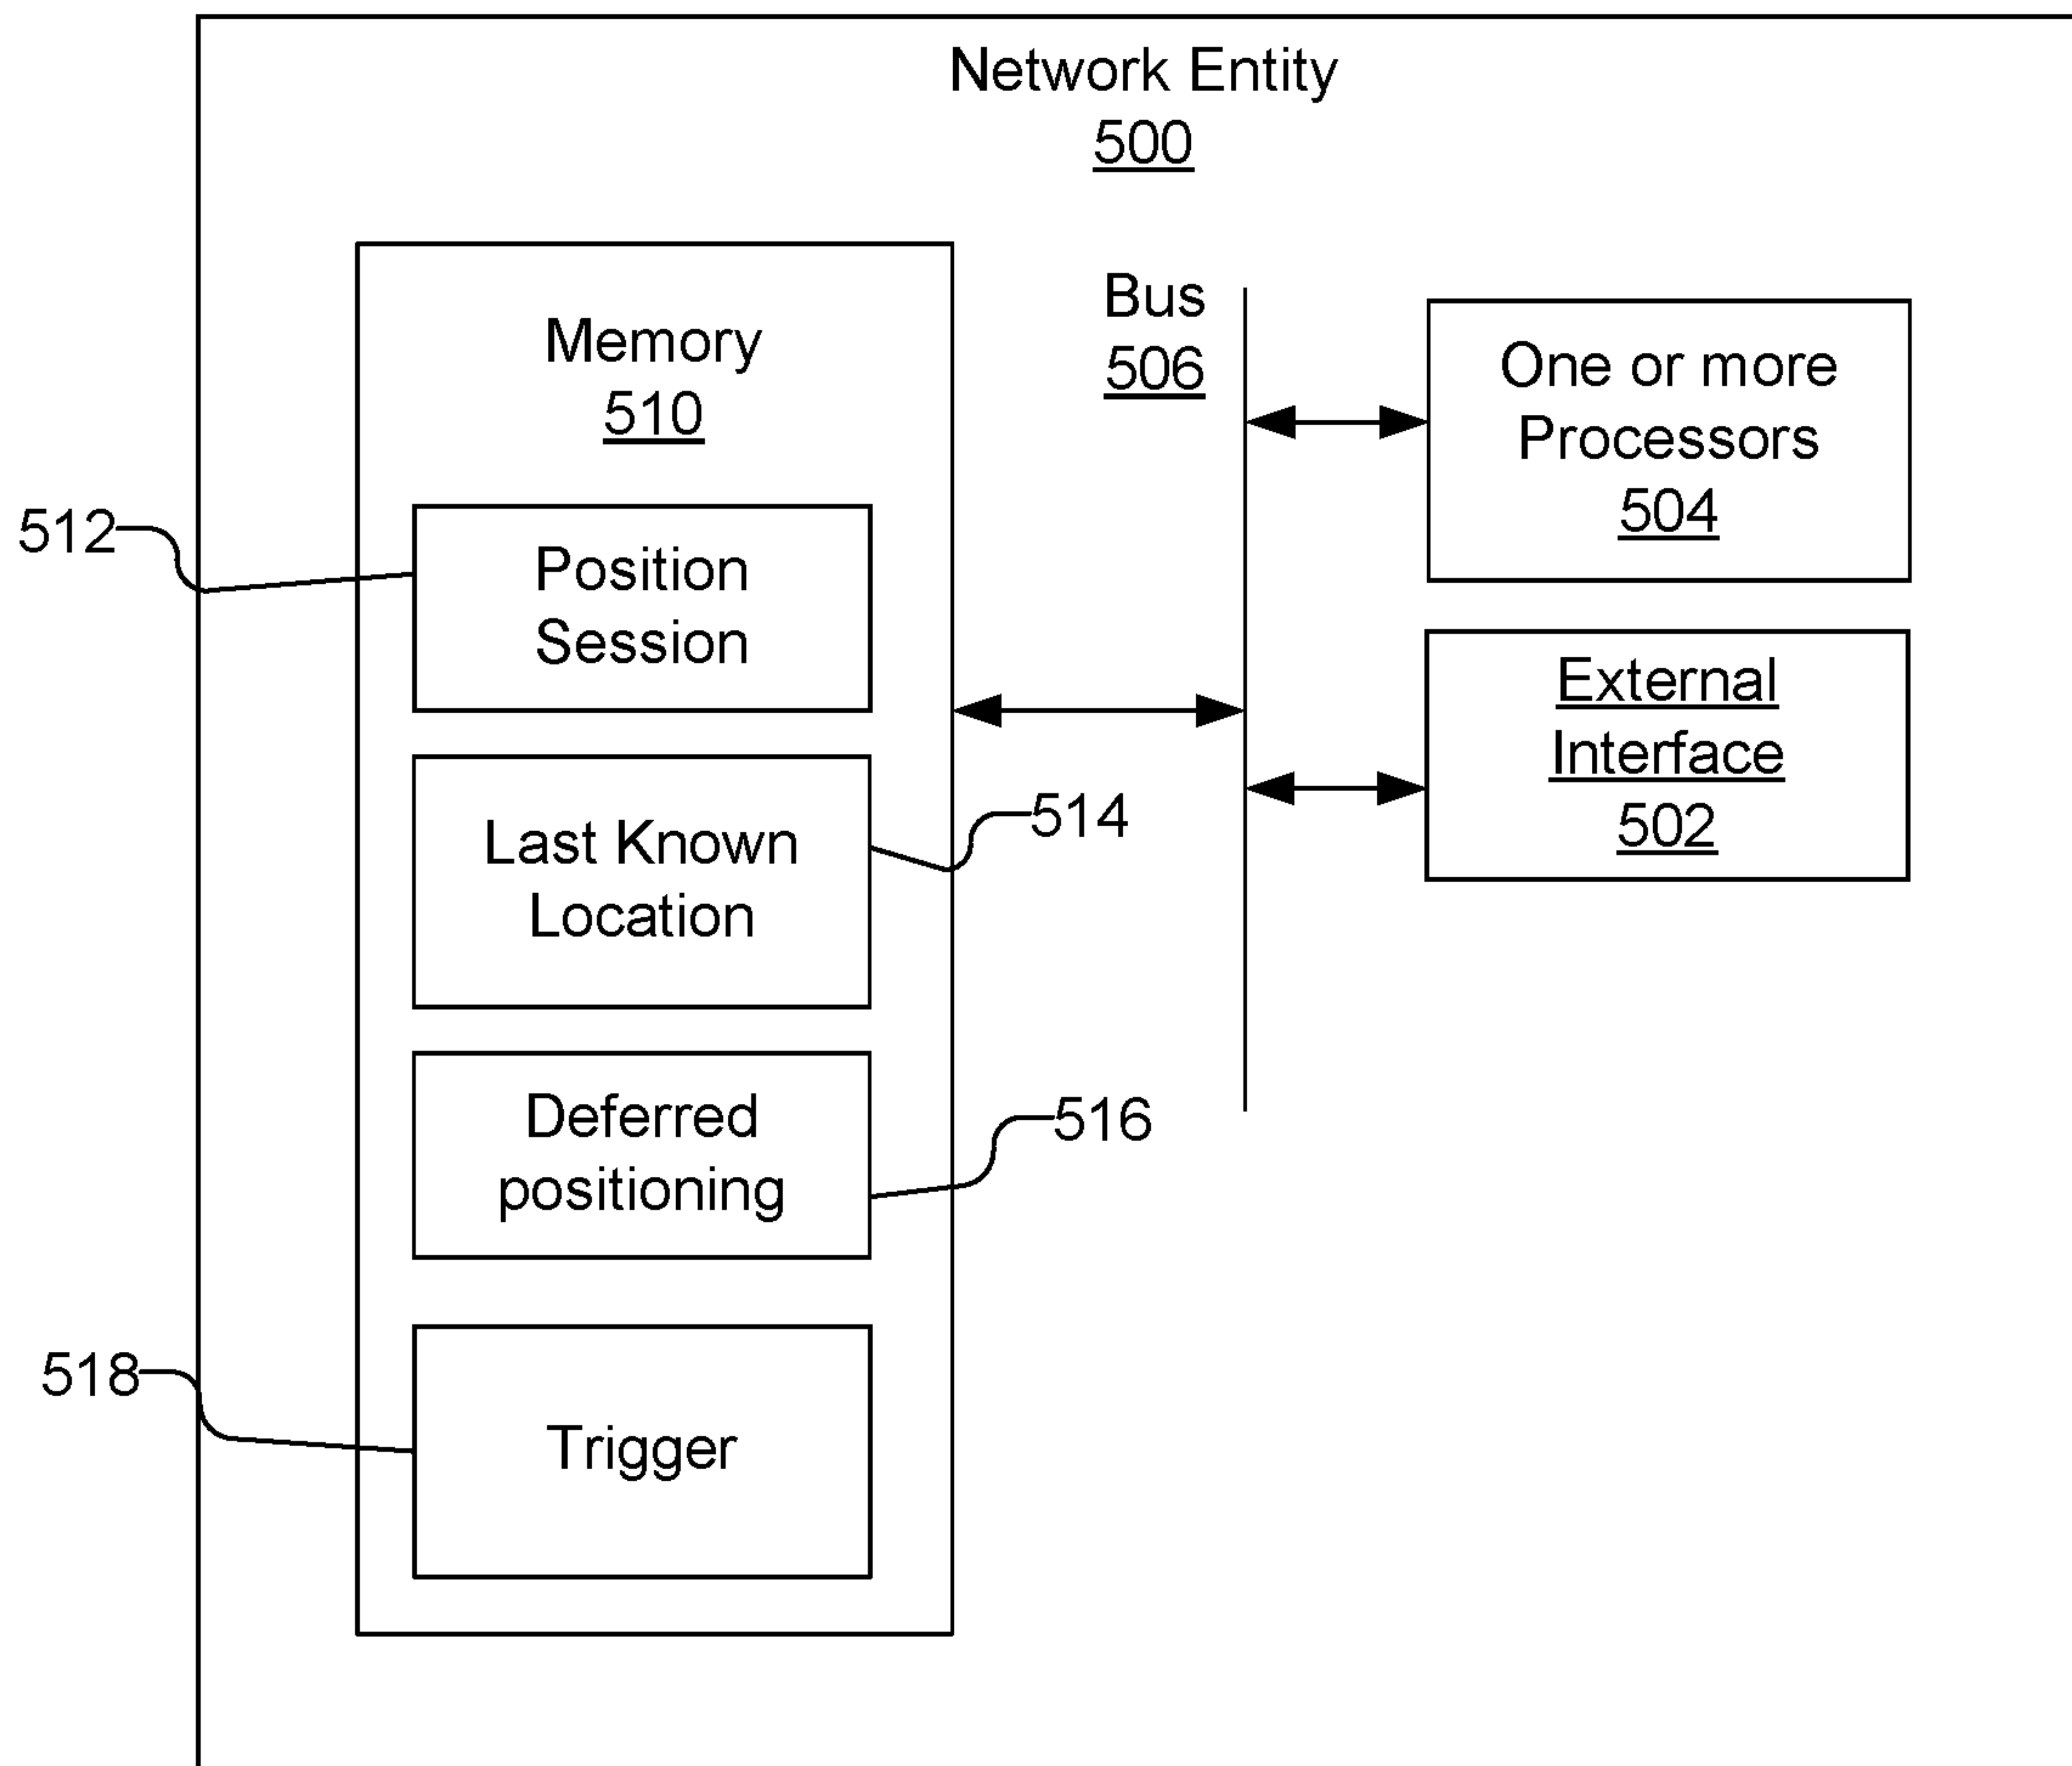 Network Entity
500
Memory
510
512
Position
Session
Last Known
Location
514
Deferred
positioning
516
518
Trigger
Bus
506
One or more
Processors
504
External
Interface
502